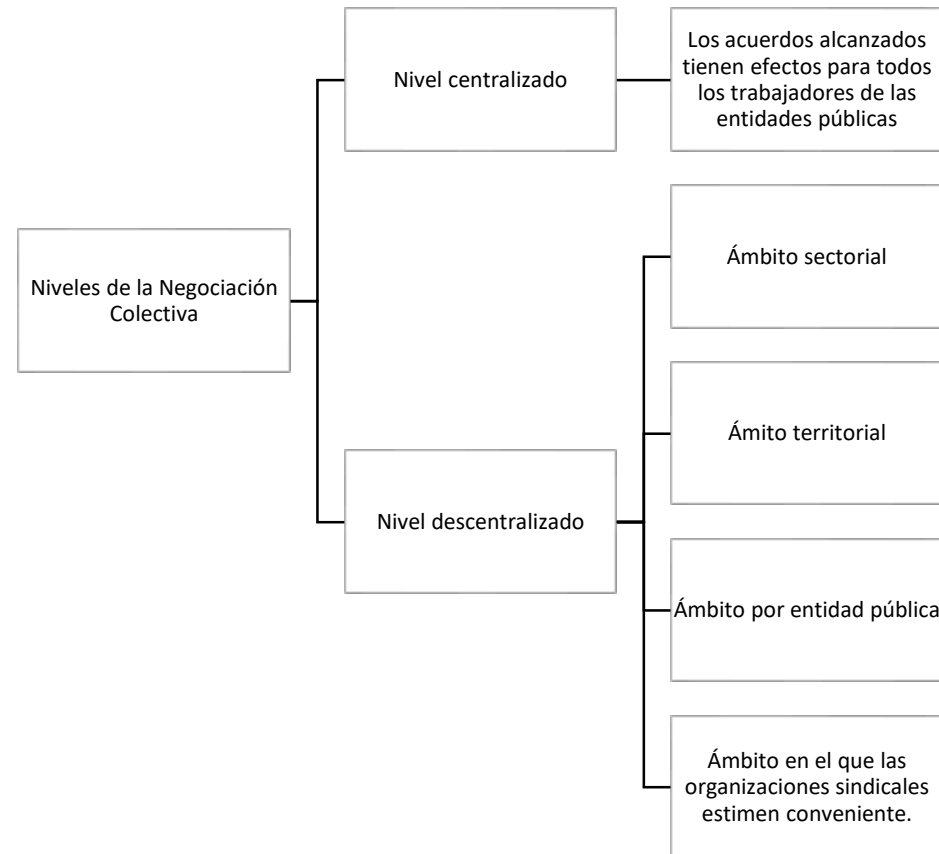 Niveles de la Negociación
Colectiva
Nivel centralizado
Los acuerdos alcanzados
tienen efectos para todos
los trabajadores de las
entidades públicas
Nivel descentralizado
Ámbito sectorial
Ámito territorial
Ámbito por entidad pública
Ámbito en el que las
organizaciones sindicales
estimen conveniente.